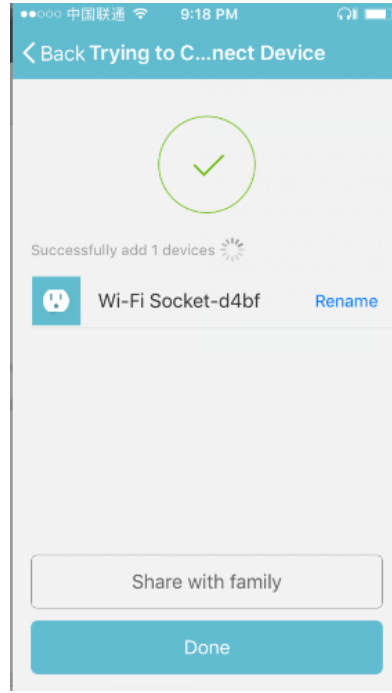 中国联通 9:18 PM
Back Trying to C...nect Device
Successfully add 1 devices
Wi-Fi Socket-d4bf Rename
Share with family
Done